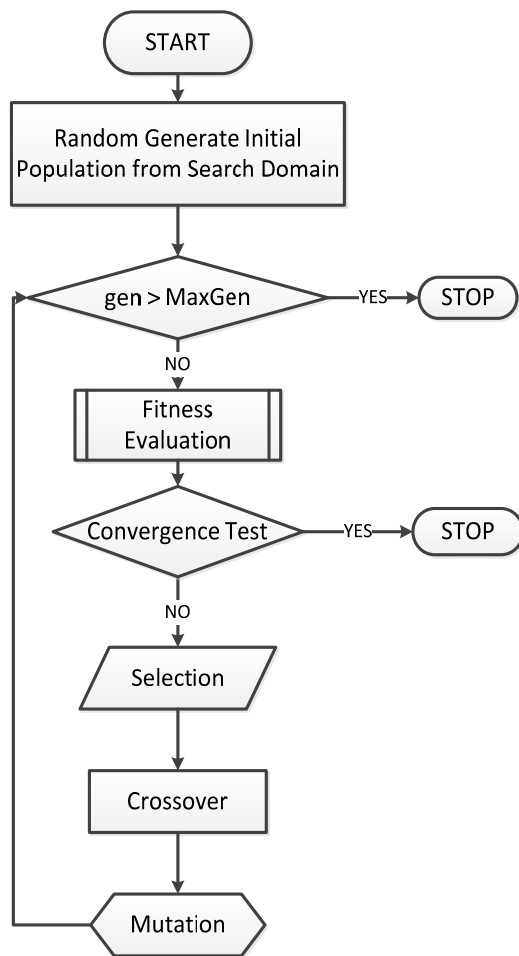 START
Random Generate Initial
Population from Search Domain
gen > MaxGen
YES
STOP
NO
Fitness
Evaluation
Convergence Test
YES
STOP
NO
Selection
Crossover
Mutation